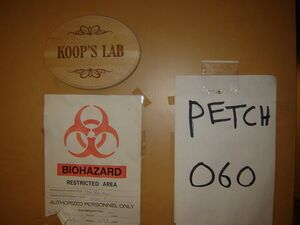 KOOP'S LAB
BIOHAZARD
RESTRICTED AREA
AUTHORIZED PERSONNEL ONLY
PETCH
060